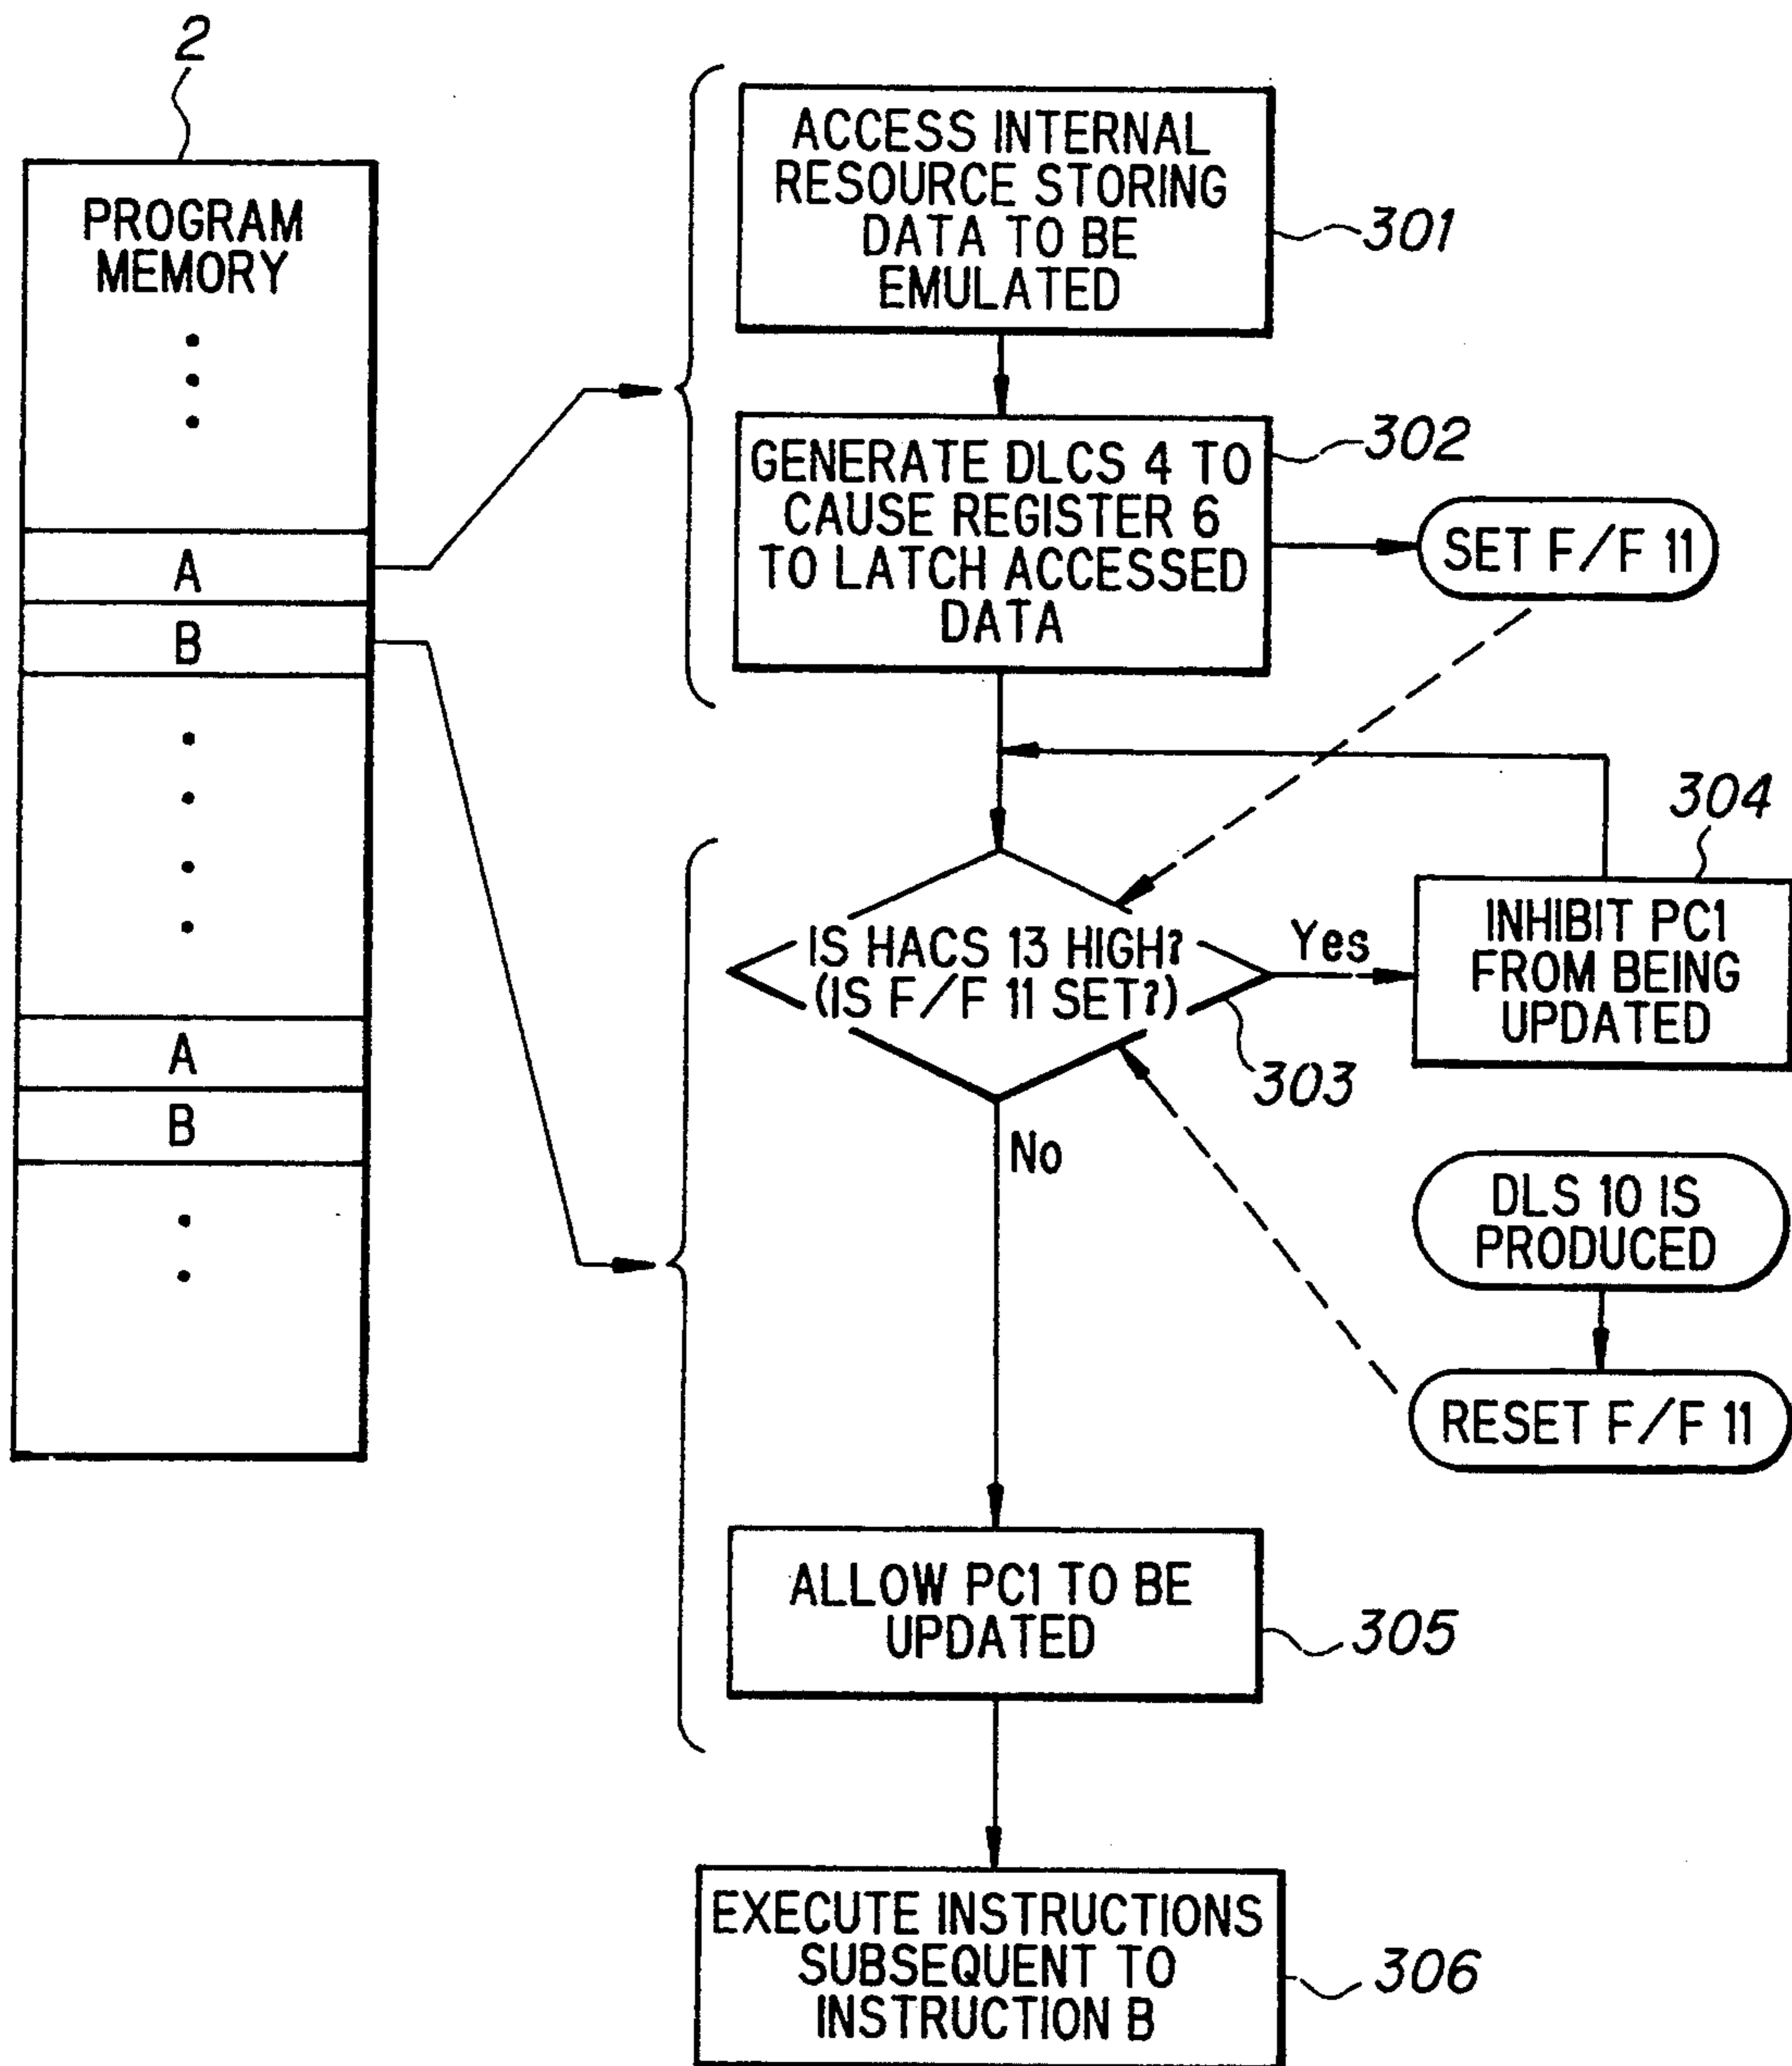 2
PROGRAM
MEMORY
A
B
A
B
ACCESS INTERNAL
RESOURCE STORING
DATA TO BE
EMULATED
301
GENERATE DLCS 4 TO
CAUSE REGISTER 6
TO LATCH ACCESSED
DATA
302
SET F/F 11
IS HACS 13 HIGH?
(IS F/F 11 SET?)
303
Yes
304
INHIBIT PC1
FROM BEING
UPDATED
No
DLS 10 IS
PRODUCED
RESET F/F 11
ALLOW PC1 TO BE
UPDATED
305
EXECUTE INSTRUCTIONS
SUBSEQUENT TO
INSTRUCTION B
306